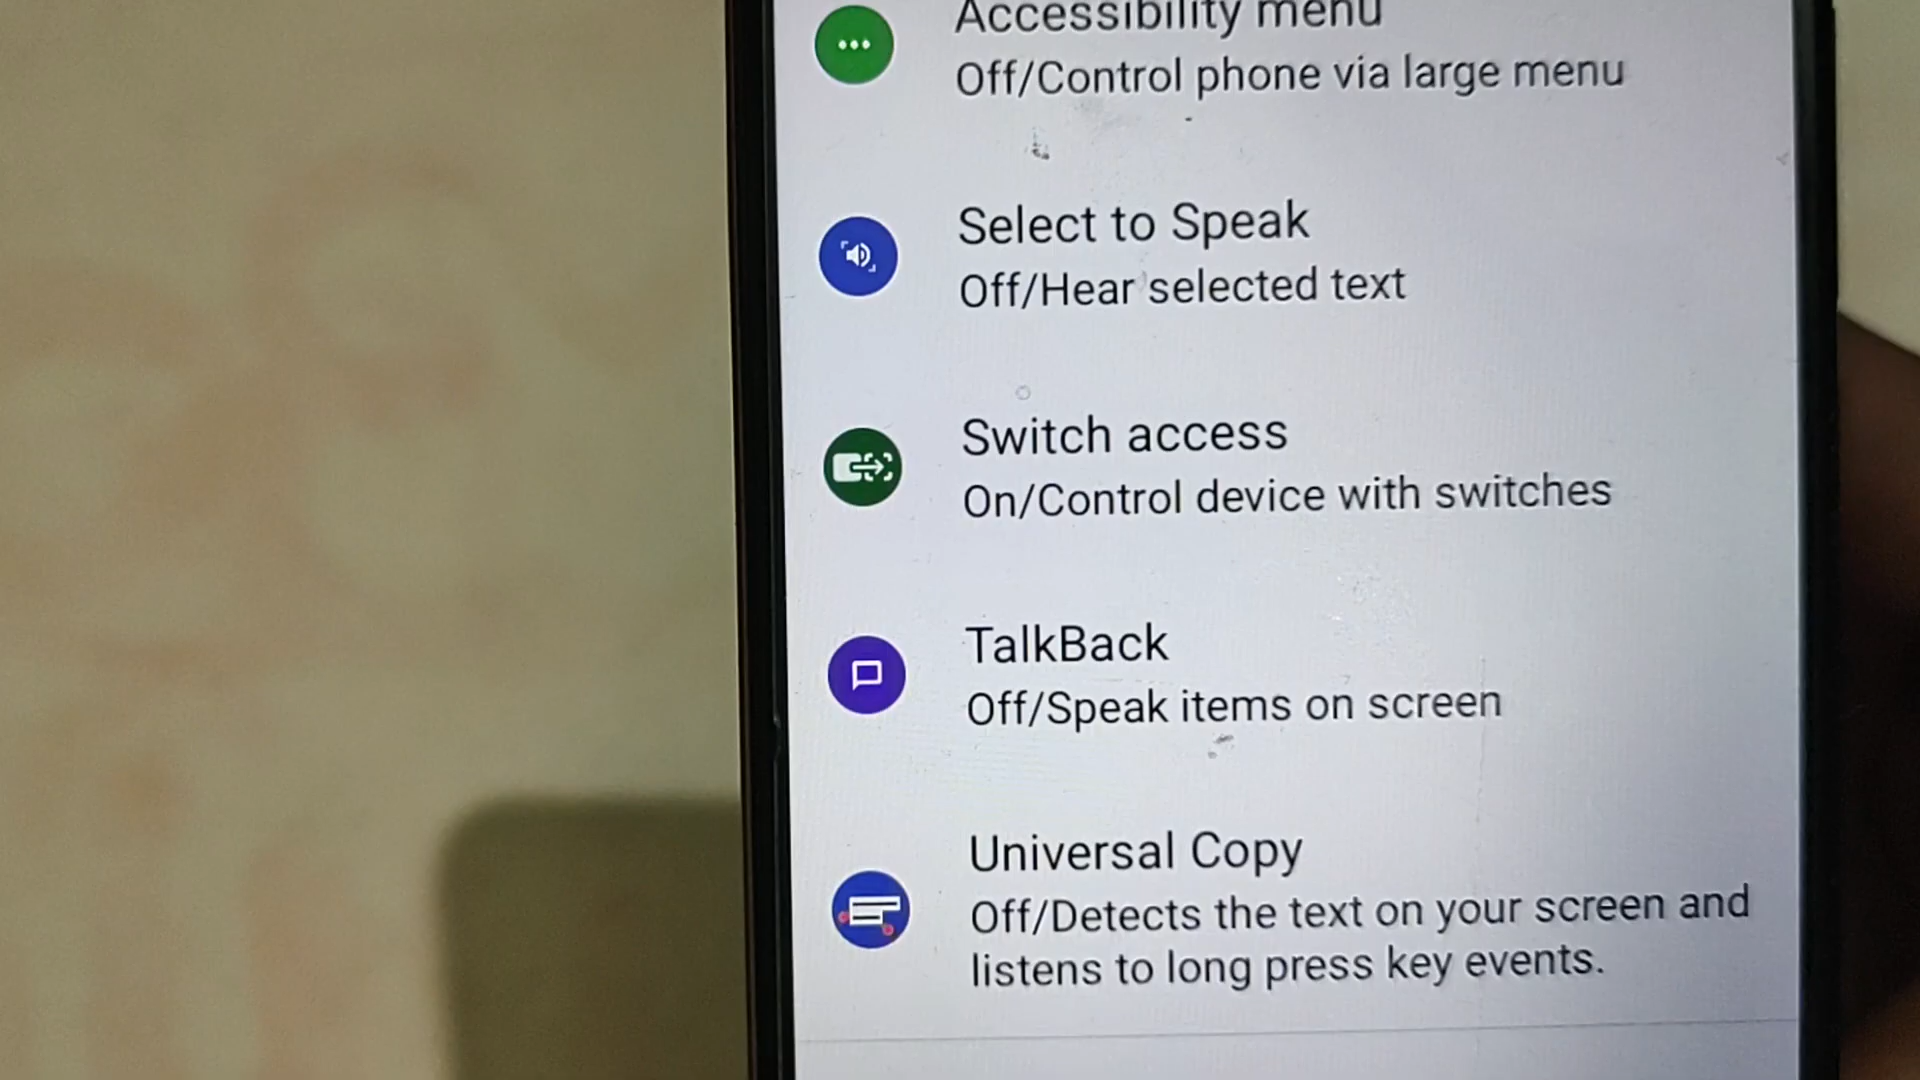 Accessibility menu
Off/Control phone via large menu
Select to Speak
Off/Hear selected text
Switch access
On/Control device with switches
TalkBack
Off/Speak items on screen
Universal Copy
Off/Detects the text on your screen and
listens to long press key events.